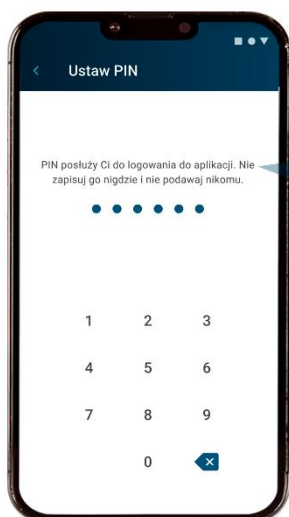 Ustaw PIN
PIN posłuży Ci do logowania do aplikacji. Nie
zapisuj go nigdzie i nie podawaj nikomu.
1 2 3
4 5 6
7 8 9
0